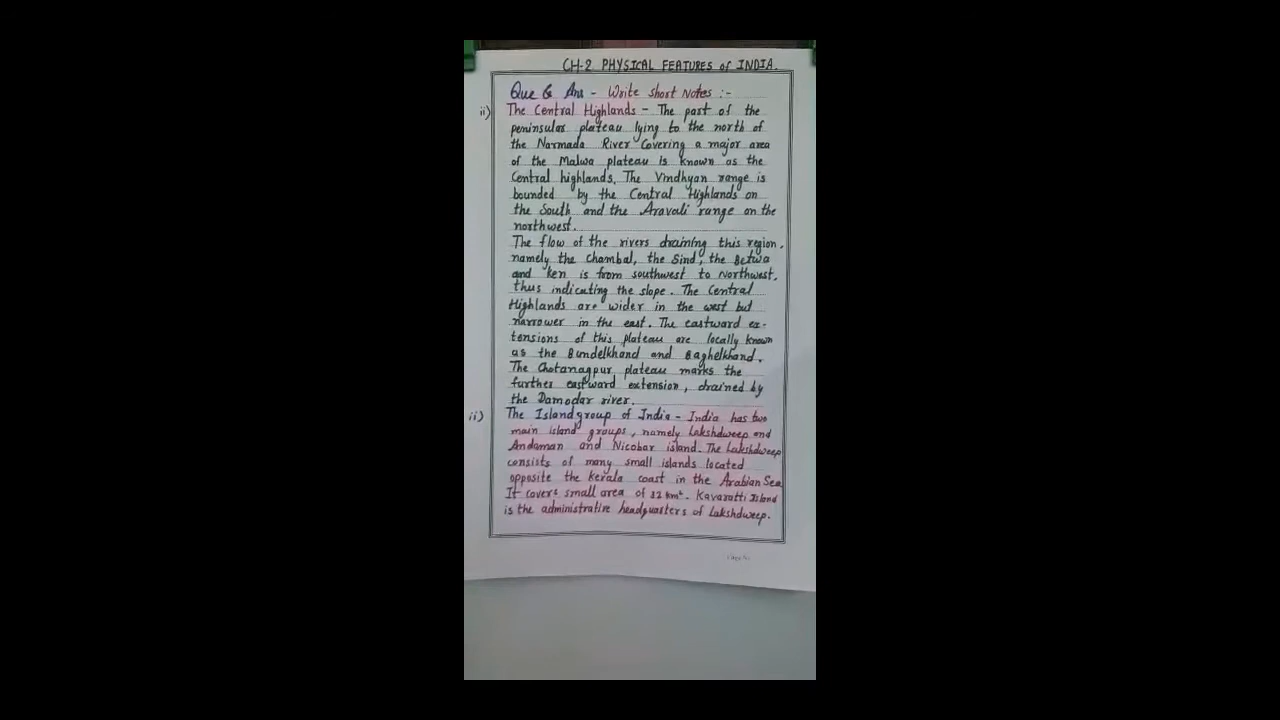 CH-2 PHYSICAL FEATURES of INDIA.
Que & Ans - Write Short Notes :-
ii) The Central Highlands - The part of the
peninsular plateau lying to the north of
the Narmada River Covering a major area
of the Malwa plateau is known as the
Central highlands. The Vindhyan range is
bounded by the Central Highlands on
the South and the Aravali range on the
northwest.
The flow of the rivers draining this region,
namely the Chambal, the Sind, the Betwa
and Ken is from southwest to Northwest,
thus indicating the slope. The Central
Highlands are wider in the west but
narrower in the east. The eastward ex-
tensions of this plateau are locally known
as the Bundelkhand and Baghelkhand.
The Chotanagpur plateau marks the
further eastward extension, drained by
the Damodar river.
ii) The Island group of India - India has two
main island groups, namely Lakshdweep and
Andaman and Nicobar island. The Lakshdweep
consists of many small islands located
opposite the Kerala coast in the Arabian Sea
It covers small area of 32 km². Kavaratti Island
is the administrative headquarters of Lakshdweep.